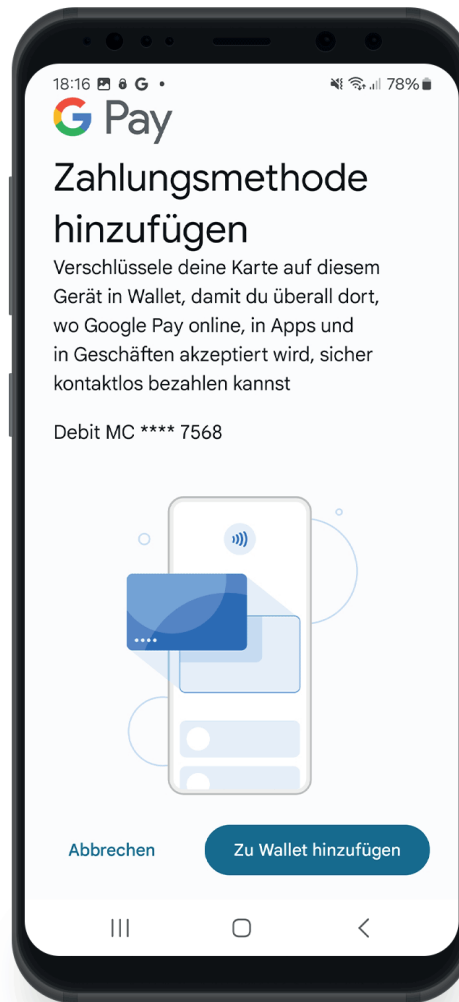 18:16 G 78%
G Pay
Zahlungsmethode
hinzufügen
Verschlüssele deine Karte auf diesem
Gerät in Wallet, damit du überall dort,
wo Google Pay online, in Apps und
in Geschäften akzeptiert wird, sicher
kontaktlos bezahlen kannst
Debit MC **** 7568
Abbrechen Zu Wallet hinzufügen